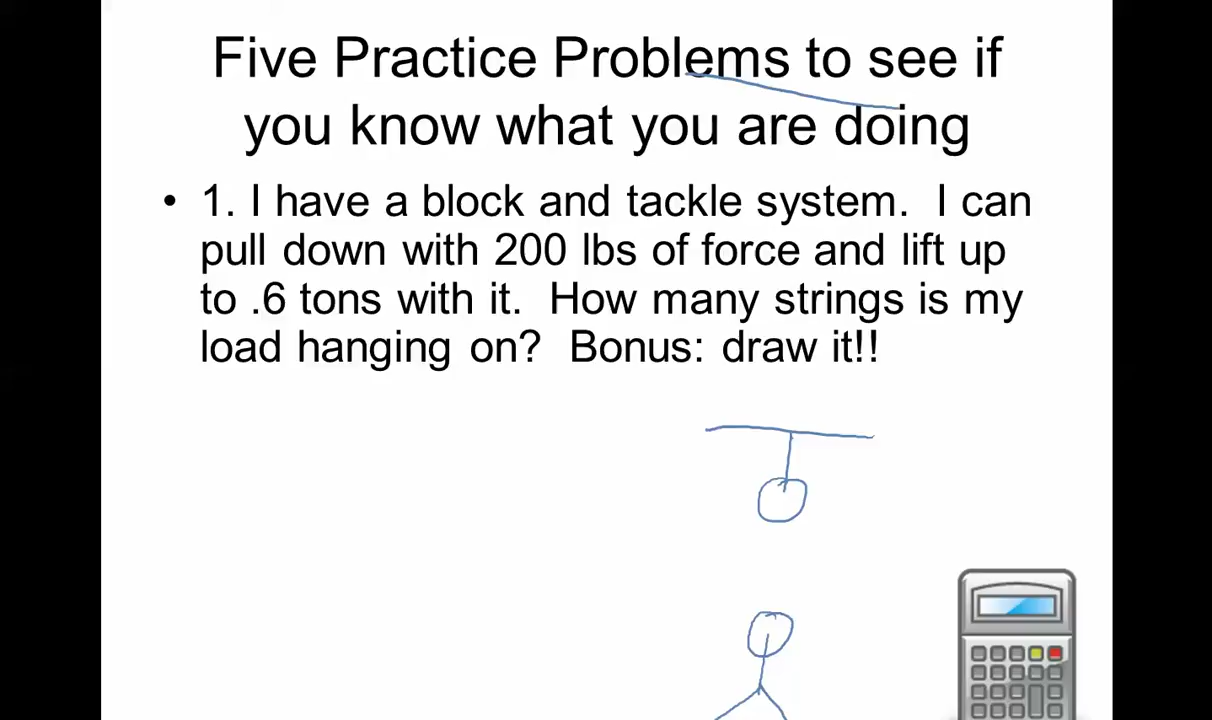 Five Practice Problems to see if
you know what you are doing
• 1. I have a block and tackle system. I can
pull down with 200 lbs of force and lift up
to .6 tons with it. How many strings is my
load hanging on? Bonus: draw it!!